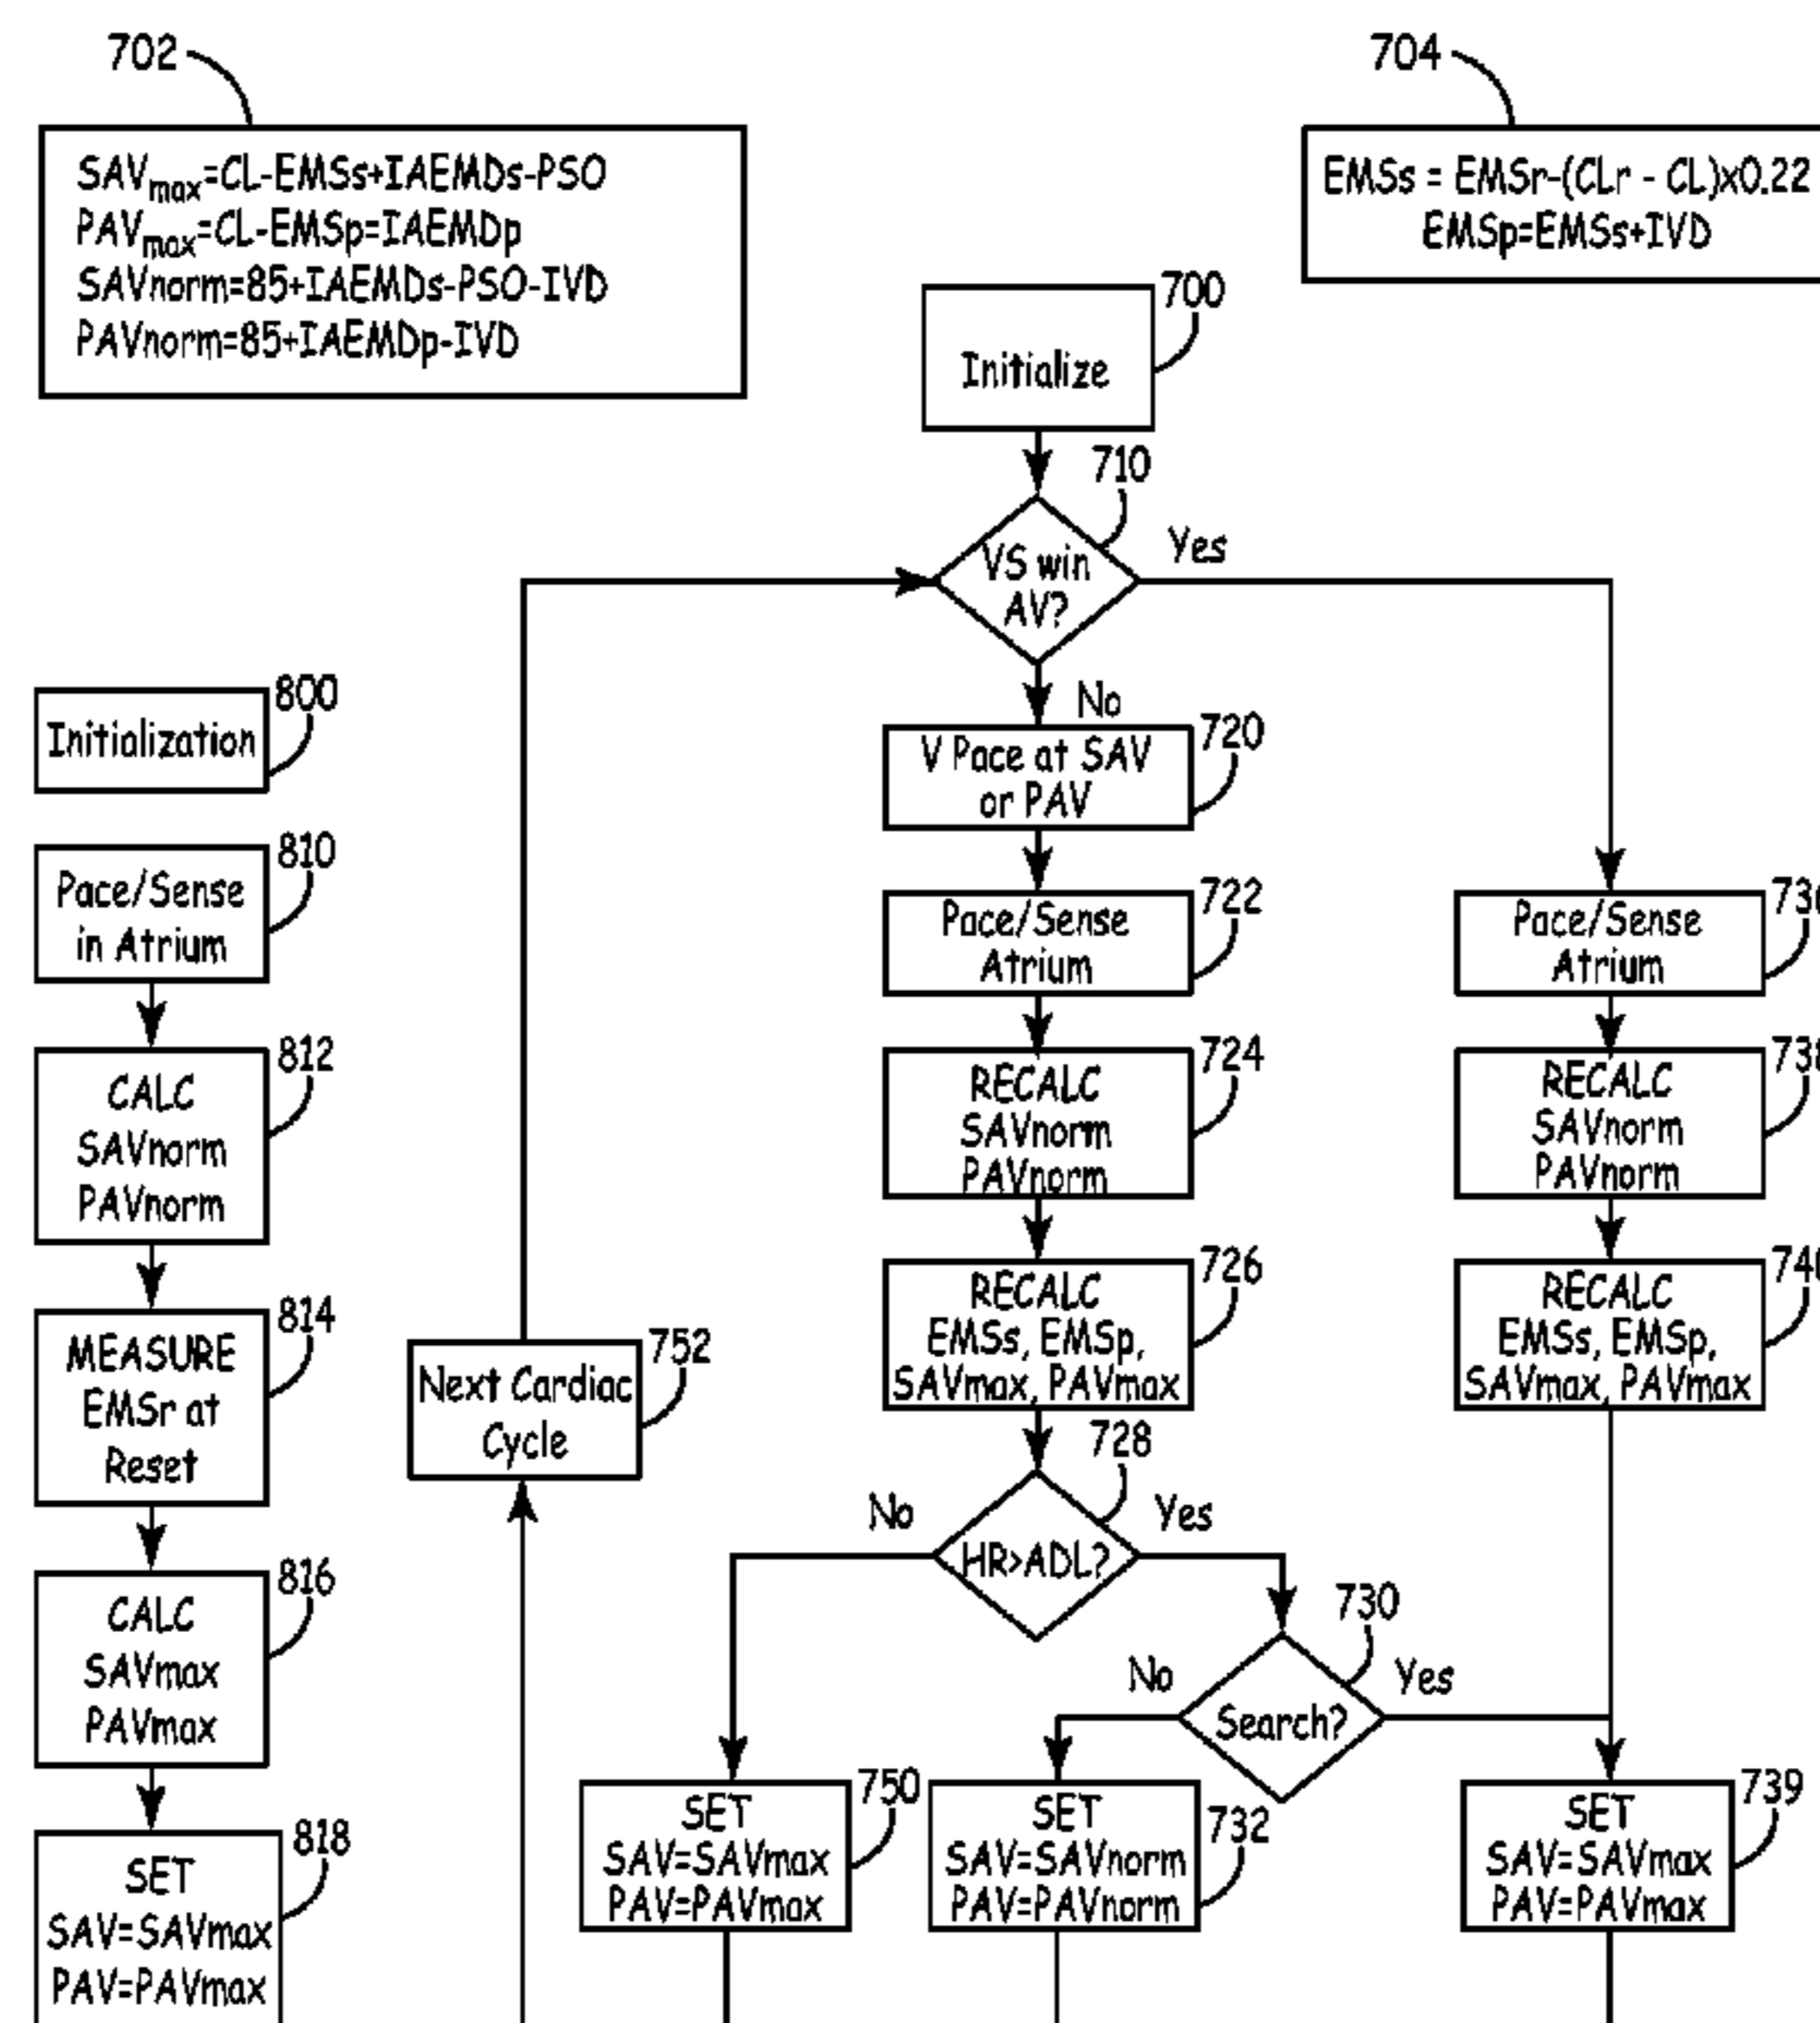 702
SAVmax=CL-EMSs+IAEMDs-PSO
PAVmax=CL-EMSp=IAEMDp
SAVnorm=85+IAEMDs-PSO-IVD
PAVnorm=85+IAEMDp-IVD
704
EMSs = EMSr-(CLr - CL)x0.22
EMSp=EMSs+IVD
700
Initialize
710
VS win
AV?
Yes
No
720
V Pace at SAV
or PAV
722
Pace/Sense
Atrium
724
RECALC
SAVnorm
PAVnorm
726
RECALC
EMSs, EMSp,
SAVmax, PAVmax
728
HR>ADL?
No
Yes
730
Search?
No
Yes
750
SET
SAV=SAVmax
PAV=PAVmax
732
SET
SAV=SAVnorm
PAV=PAVnorm
739
SET
SAV=SAVmax
PAV=PAVmax
Pace/Sense
Atrium
RECALC
SAVnorm
PAVnorm
RECALC
EMSs, EMSp,
SAVmax, PAVmax
752
Next Cardiac
Cycle
800
Initialization
810
Pace/Sense
in Atrium
812
CALC
SAVnorm
PAVnorm
814
MEASURE
EMSr at
Reset
816
CALC
SAVmax
PAVmax
818
SET
SAV=SAVmax
PAV=PAVmax